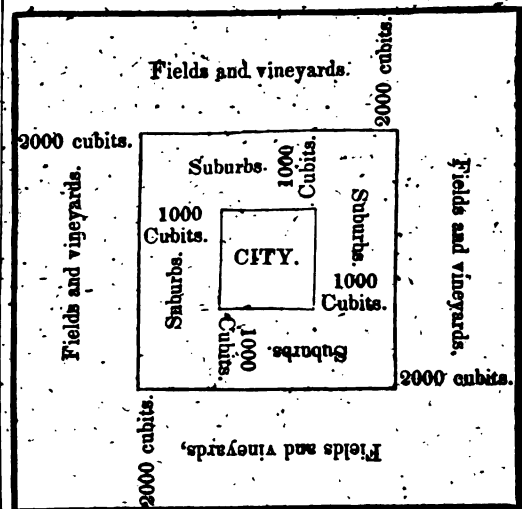 Fields and vineyards.
2000 cubits.
2000 cubits.
Suburbs.
1000
Cubits.
Fields and vineyards.
1000
Cubits.
Suburbs.
Fields and vineyards,
CITY.
Suburbs.
1000
Cubits.
1000
Cubits.
Suburbs.
2000 cubits.
2000 cubits.
Fields and vineyards,